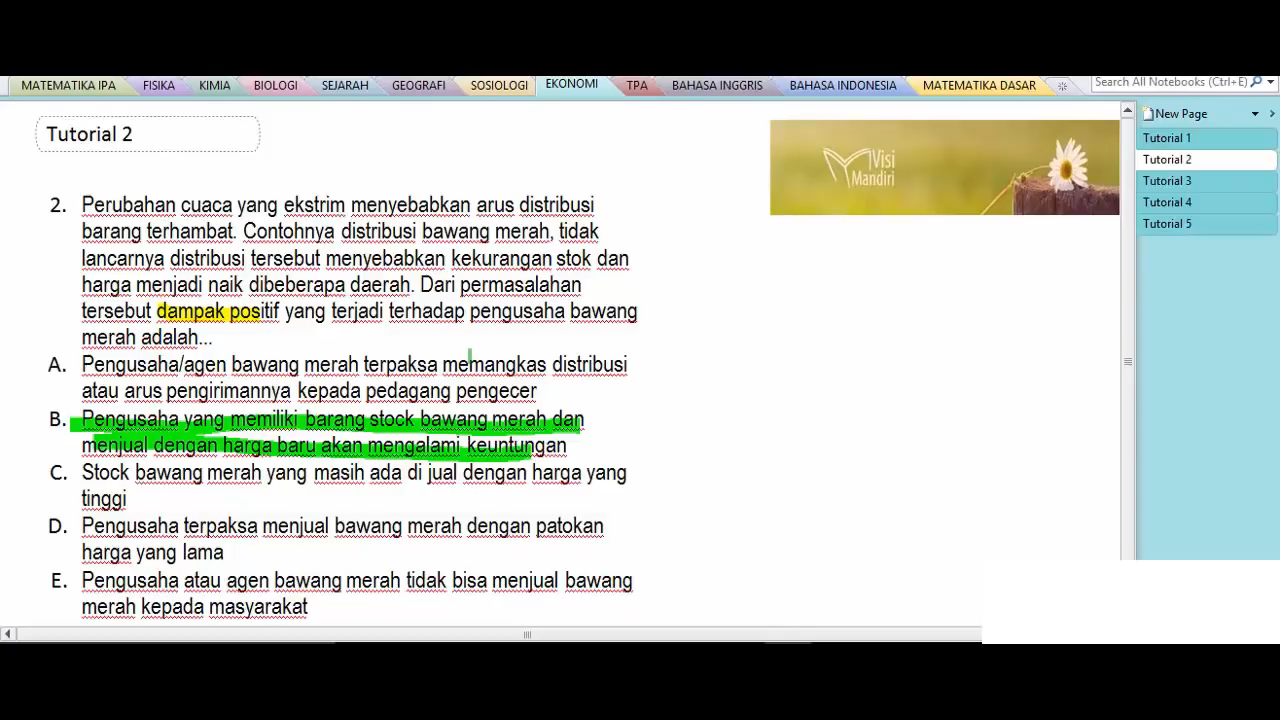 MATEMATIKA IPA FISIKA KIMIA BIOLOGI SEJARAH GEOGRAFI SOSIOLOGI EKONOMI TPA BAHASA INGGRIS BAHASA INDONESIA MATEMATIKA DASAR Search All Notebooks (Ctrl+E)
Tutorial 2
Visi
Mandiri
2. Perubahan cuaca yang ekstrim menyebabkan arus distribusi
barang terhambat. Contohnya distribusi bawang merah, tidak
lancarnya distribusi tersebut menyebabkan kekurangan stok dan
harga menjadi naik dibeberapa daerah. Dari permasalahan
tersebut dampak positif yang terjadi terhadap pengusaha bawang
merah adalah...
A. Pengusaha/agen bawang merah terpaksa memangkas distribusi
atau arus pengirimannya kepada pedagang pengecer
B. Pengusaha yang memiliki barang stock bawang merah dan
menjual dengan harga baru akan mengalami keuntungan
C. Stock bawang merah yang masih ada di jual dengan harga yang
tinggi
D. Pengusaha terpaksa menjual bawang merah dengan patokan
harga yang lama
E. Pengusaha atau agen bawang merah tidak bisa menjual bawang
merah kepada masyarakat
New Page
Tutorial 1
Tutorial 2
Tutorial 3
Tutorial 4
Tutorial 5